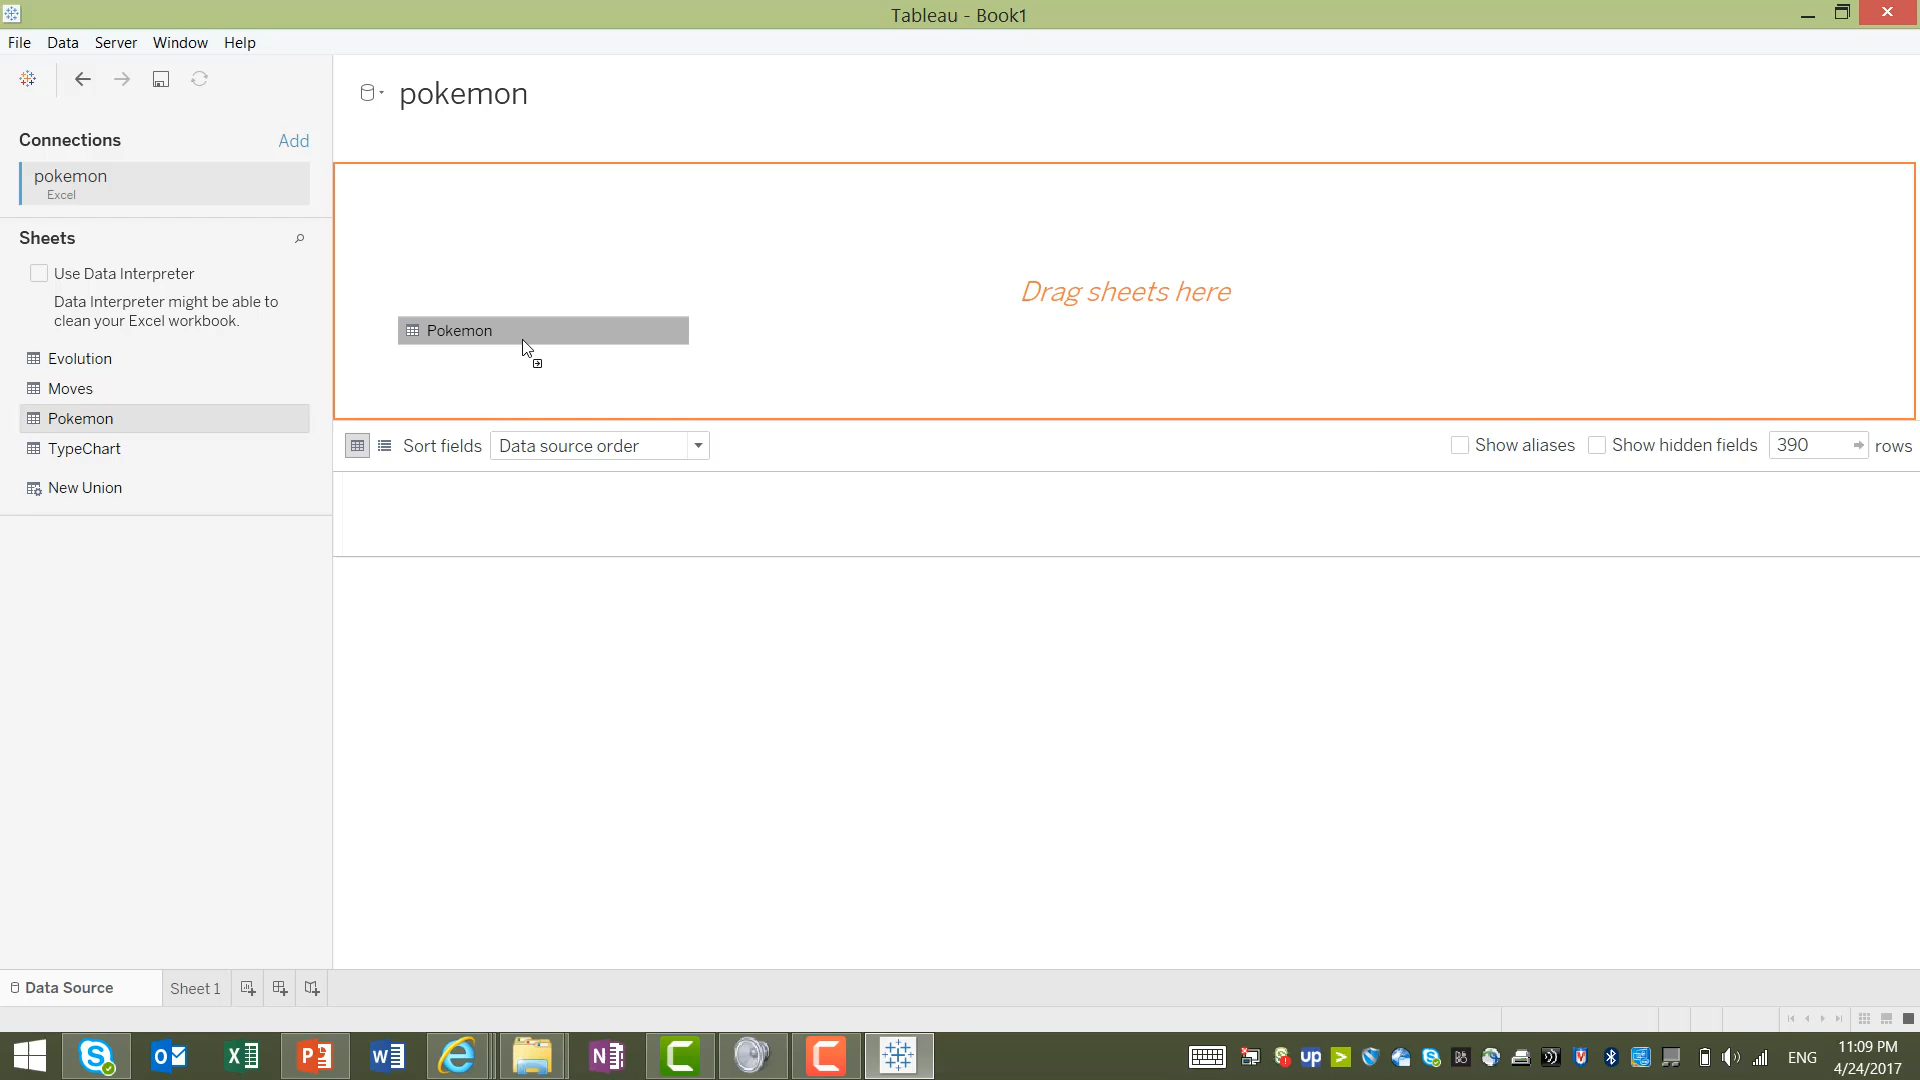 Tableau - Book1
File Data Server Window Help
pokemon
Connections Add
pokemon
Excel
Sheets
Use Data Interpreter
Data Interpreter might be able to
clean your Excel workbook.
Evolution
Moves
Pokemon
TypeChart
New Union
Drag sheets here
Pokemon
Sort fields Data source order
Show aliases Show hidden fields 390 rows
Data Source Sheet 1
up ENG 11:09 PM
4/24/2017